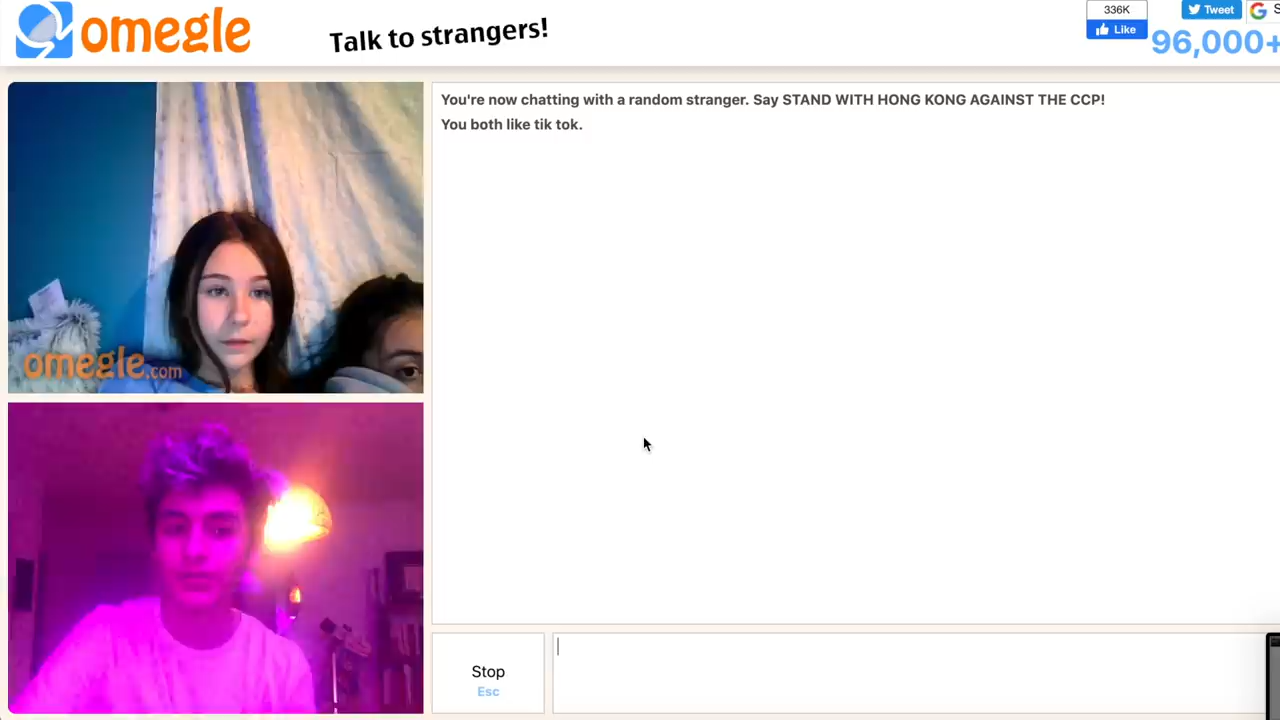 omegle
Talk to strangers!
336K
Like
Tweet
G S
96,000+
You're now chatting with a random stranger. Say STAND WITH HONG KONG AGAINST THE CCP!
You both like tik tok.
omegle.com
Stop
Esc